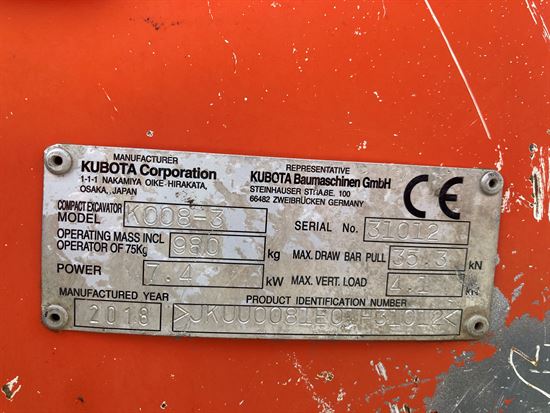 MANUFACTURER
KUBOTA Corporation
1-1-1 NAKAMIYA OIKE-HIRAKATA,
OSAKA, JAPAN
REPRESENTATIVE
KUBOTA Baumaschinen GmbH
STEINHAUSER STRAßE. 100
66482 ZWEIBRÜCKEN GERMANY
CE
COMPACT EXCAVATOR
MODEL K008-3
SERIAL No. 31012
OPERATING MASS INCL
OPERATOR OF 75Kg 980 kg
MAX. DRAW BAR PULL 35.3 kN
POWER 7.4 kW
MAX. VERT. LOAD kN
MANUFACTURED YEAR
2018
PRODUCT IDENTIFICATION NUMBER